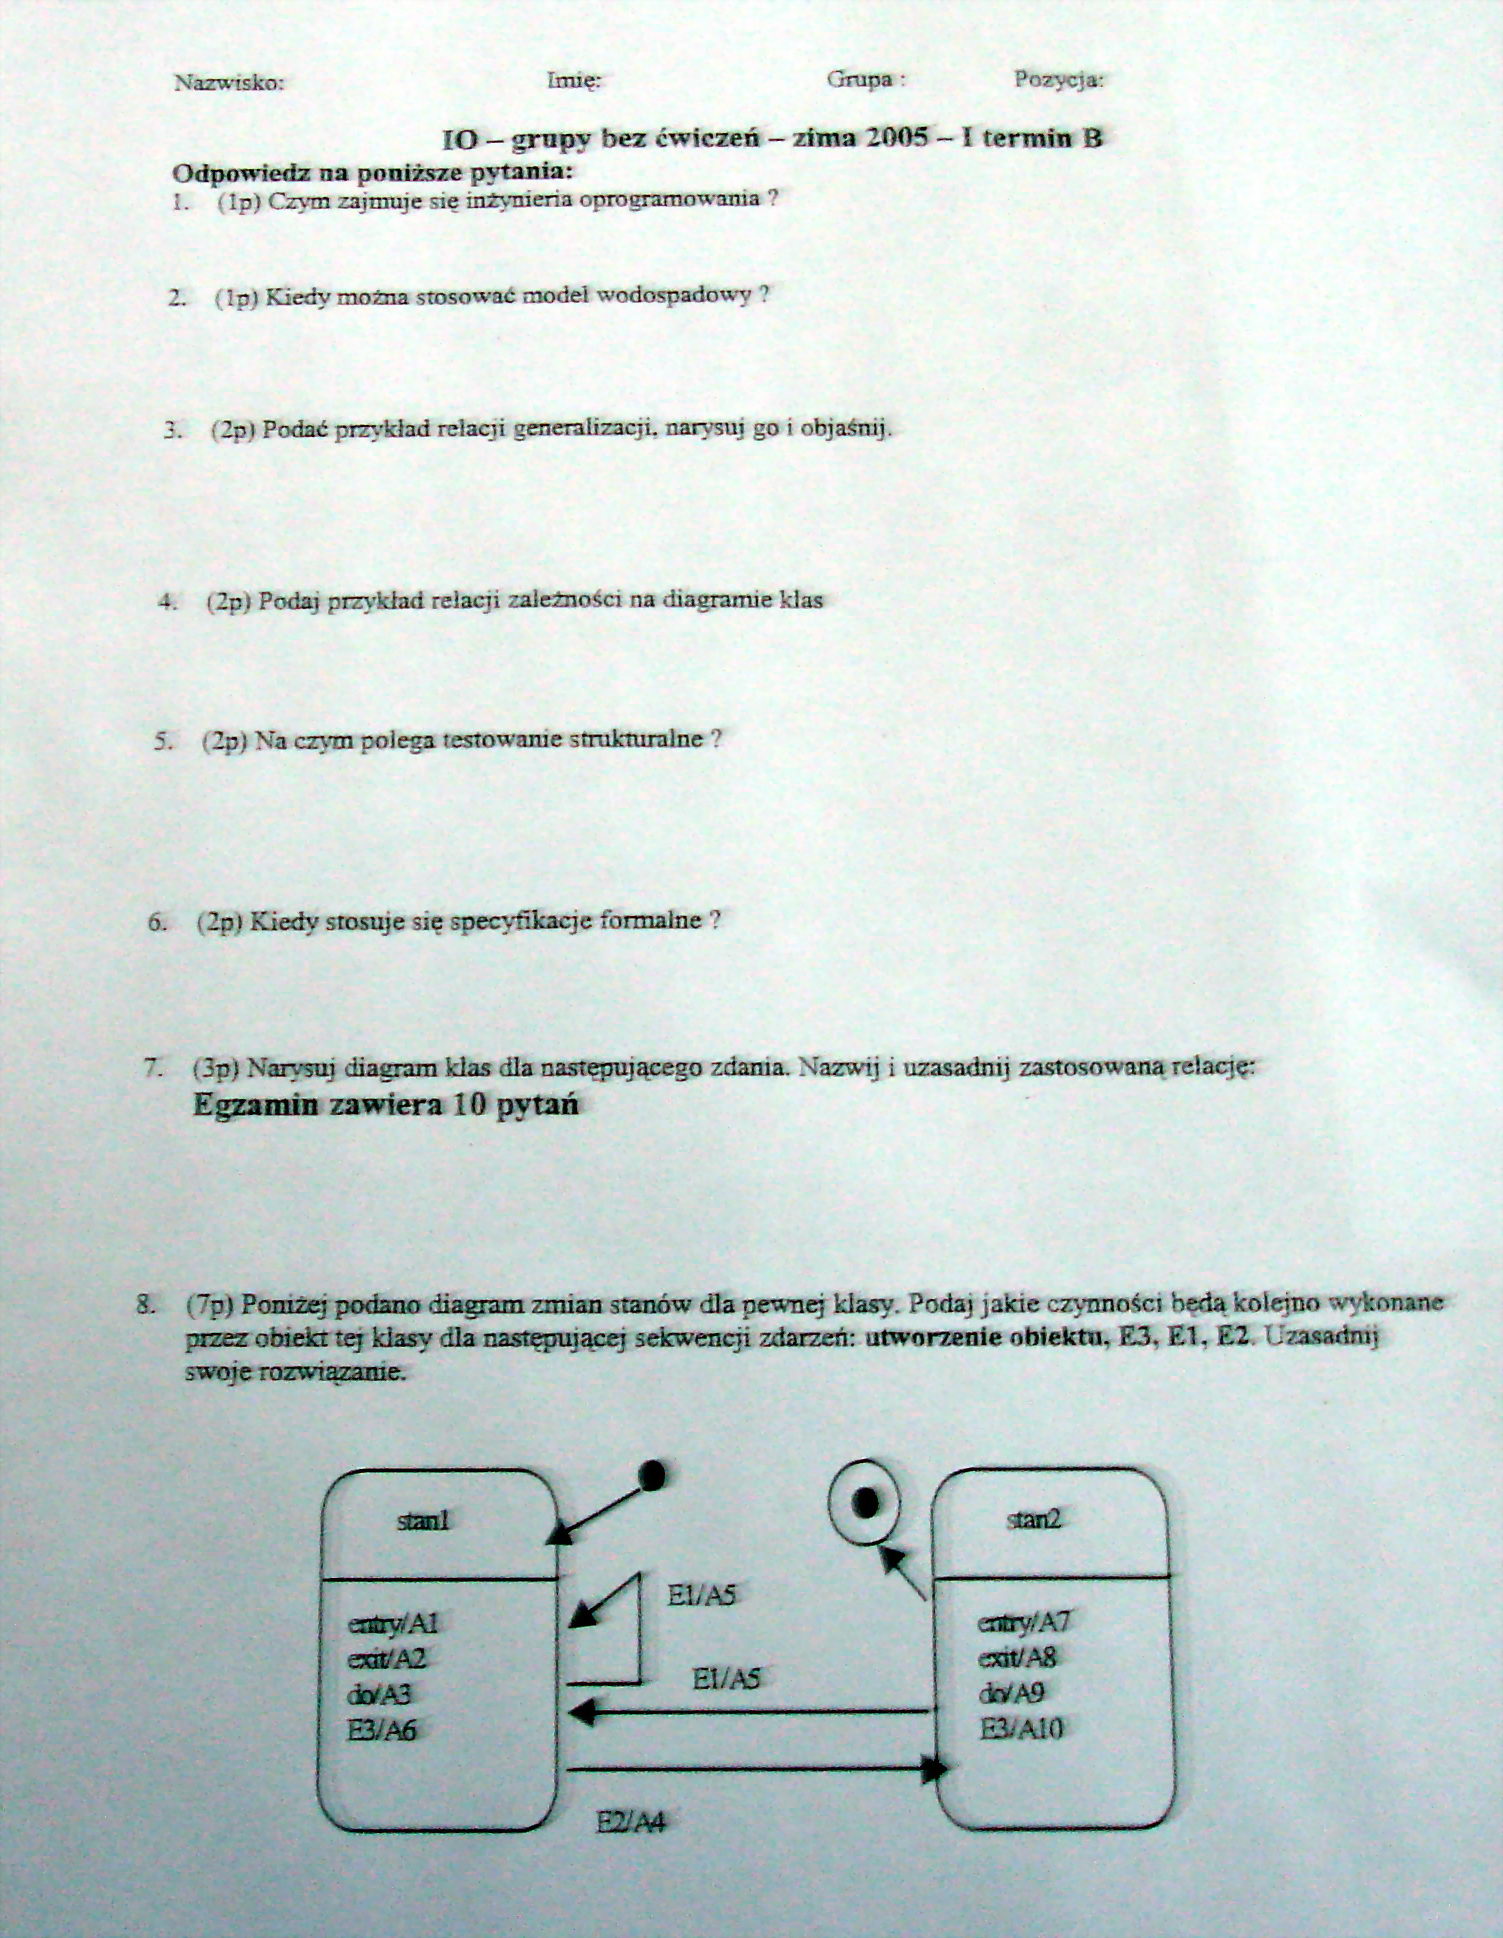 Nazwisko: Imię: Grupa : Pozycja:
IO – grupy bez ćwiczeń – zima 2005 – I termin B
Odpowiedz na poniższe pytania:
1. (1p) Czym zajmuje się inżynieria oprogramowania ?
2. (1p) Kiedy można stosować model wodospadowy ?
3. (2p) Podać przykład relacji generalizacji, narysuj go i objaśnij.
4. (2p) Podaj przykład relacji zależności na diagramie klas
5. (2p) Na czym polega testowanie strukturalne ?
6. (2p) Kiedy stosuje się specyfikacje formalne ?
7. (3p) Narysuj diagram klas dla następującego zdania. Nazwij i uzasadnij zastosowaną relację:
Egzamin zawiera 10 pytań
8. (7p) Poniżej podano diagram zmian stanów dla pewnej klasy. Podaj jakie czynności będą kolejno wykonane
przez obiekt tej klasy dla następującej sekwencji zdarzeń: utworzenie obiektu, E3, E1, E2. Uzasadnij
swoje rozwiązanie.
stan1
entry/A1
exit/A2
do/A3
E3/A6
E1/A5
E1/A5
E2/A4
stan2
entry/A7
exit/A8
do/A9
E3/A10